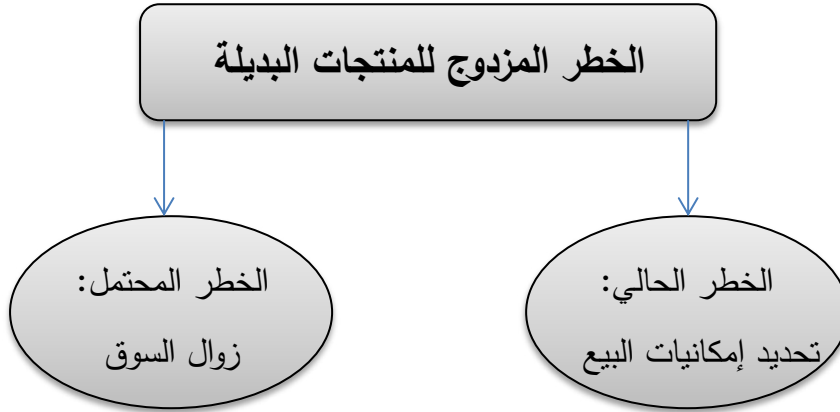 الخطر المزدوج للمنتجات البديلة
الخطر الحالي:
تحديد إمكانيات البيع
الخطر المحتمل:
زوال السوق